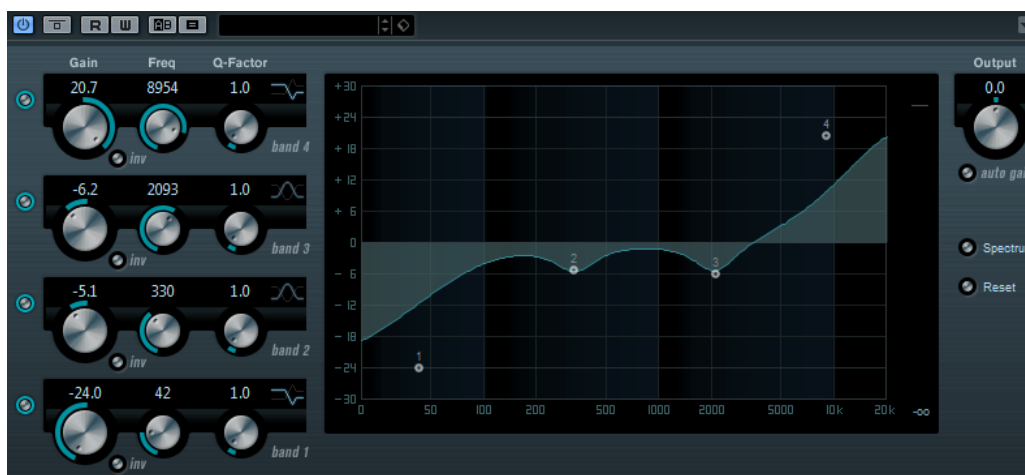 R W AB
Gain Freq Q-Factor Output
20.7 8954 1.0 0.0
inv band 4
auto ga
-6.2 2093 1.0
inv band 3
Spectru
-5.1 330 1.0
Reset
inv band 2
-24.0 42 1.0
inv band 1
+30
+24
+18
+12
+6
0
-6
-12
-18
-24
-30
4
2 3
1
0 50 100 200 500 1000 2000 5000 10k 20k -∞